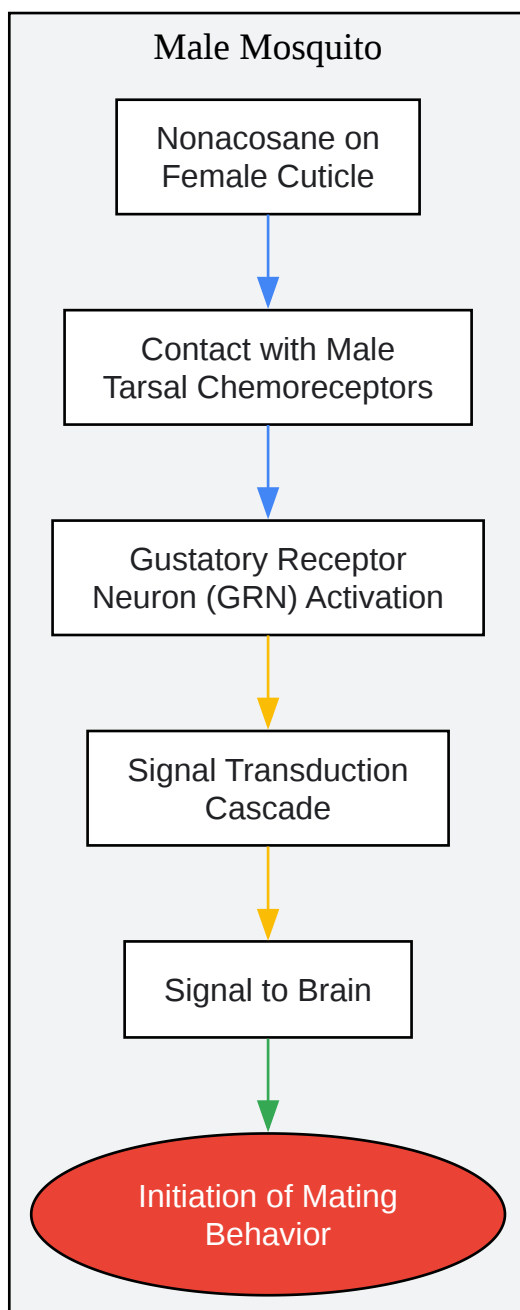 Male Mosquito
Nonacosane on
Female Cuticle
Contact with Male
Tarsal Chemoreceptors
Gustatory Receptor
Neuron (GRN) Activation
Signal Transduction
Cascade
Signal to Brain
Initiation of Mating
Behavior